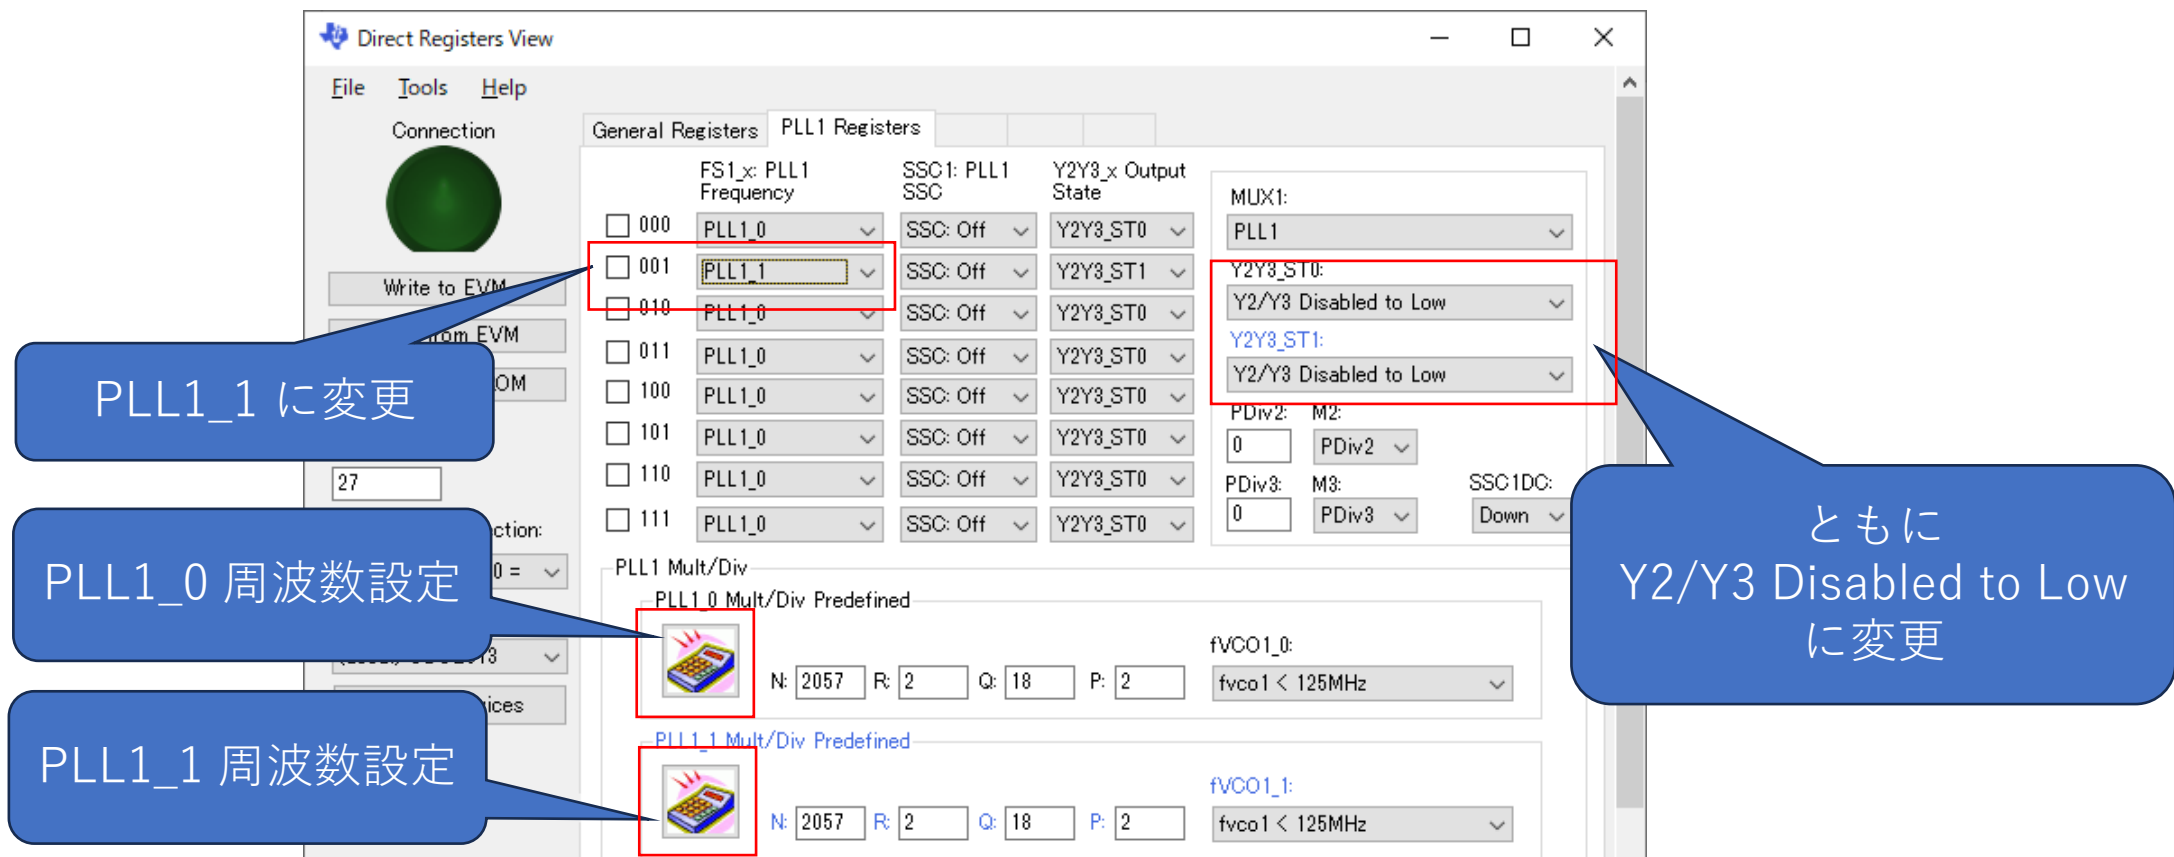 Direct Registers View
File Tools Help
Connection
General Registers PLL1 Registers
FS1_x: PLL1 Frequency
SSC1: PLL1 SSC
Y2Y3_x Output State
000 PLL1_0 SSC: Off Y2Y3_ST0
001 PLL1_1 SSC: Off Y2Y3_ST1
010 PLL1_0 SSC: Off Y2Y3_ST0
011 PLL1_0 SSC: Off Y2Y3_ST0
100 PLL1_0 SSC: Off Y2Y3_ST0
101 PLL1_0 SSC: Off Y2Y3_ST0
110 PLL1_0 SSC: Off Y2Y3_ST0
111 PLL1_0 SSC: Off Y2Y3_ST0
MUX1:
PLL1
Y2Y3_ST0:
Y2/Y3 Disabled to Low
Y2Y3_ST1:
Y2/Y3 Disabled to Low
PDiv2: M2:
0 PDiv2
PDiv3: M3: SSC1DC:
0 PDiv3 Down
Write to EVM
EVM
27
PLL1_1 に変更
PLL1_0 周波数設定
PLL1_1 周波数設定
ともに
Y2/Y3 Disabled to Low
に変更
PLL1 Mult/Div
PLL1_0 Mult/Div Predefined
fVCO1_0:
N: 2057 R: 2 Q: 18 P: 2 fvco1 < 125MHz
PLL1_1 Mult/Div Predefined
fVCO1_1:
N: 2057 R: 2 Q: 18 P: 2 fvco1 < 125MHz